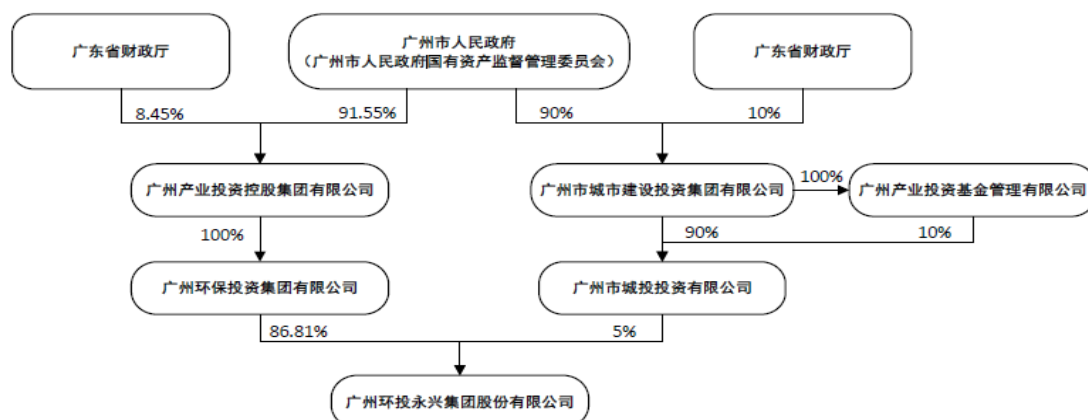 广东省财政厅
广州市人民政府
（广州市人民政府国有资产监督管理委员会）
广东省财政厅
8.45%
91.55%
90%
10%
广州产业投资控股集团有限公司
广州市城市建设投资集团有限公司
100%
广州产业投资基金管理有限公司
100%
90%
10%
广州环保投资集团有限公司
广州市城投投资有限公司
86.81%
5%
广州环投永兴集团股份有限公司